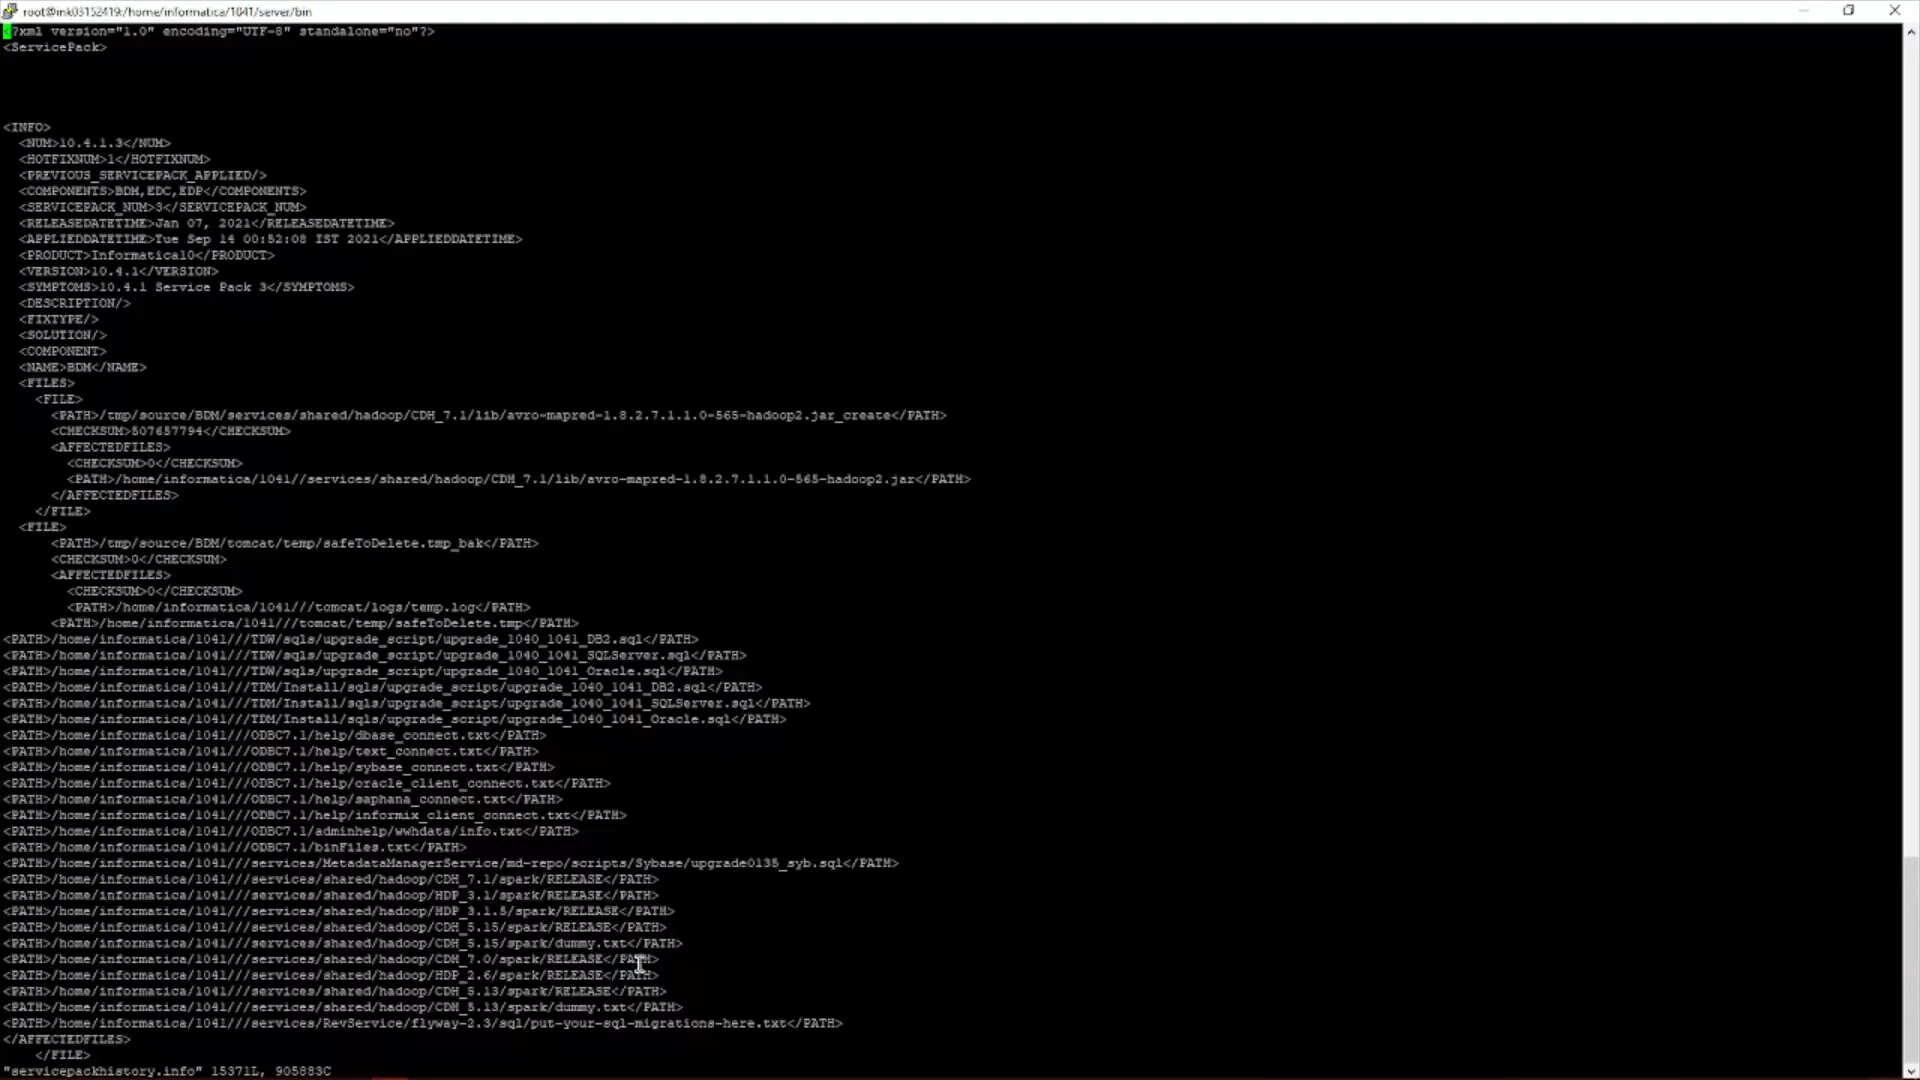 root@ink03152419:/home/informatica/1041/server/bin
<?xml version="1.0" encoding="UTF-8" standalone="no"?>
<ServicePack>
<INFO>
<NUM>10.4.1.3</NUM>
<HOTFIXNUM>1</HOTFIXNUM>
<PREVIOUS_SERVICEPACK_APPLIED/>
<COMPONENTS>BDM,EDC,EDP</COMPONENTS>
<SERVICEPACK_NUM>3</SERVICEPACK_NUM>
<RELEASEDATETIME>Jan 07, 2021</RELEASEDATETIME>
<APPLIEDDATETIME>Tue Sep 14 00:52:08 IST 2021</APPLIEDDATETIME>
<PRODUCT>Informatica10</PRODUCT>
<VERSION>10.4.1</VERSION>
<SYMPTOMS>10.4.1 Service Pack 3</SYMPTOMS>
<DESCRIPTION/>
<FIXTYPE/>
<SOLUTION/>
<COMPONENT>
<NAME>BDM</NAME>
<FILES>
<FILE>
<PATH>/tmp/source/BDM/services/shared/hadoop/CDH_7.1/lib/avro-mapred-1.8.2.7.1.1.0-565-hadoop2.jar_create</PATH>
<CHECKSUM>507657794</CHECKSUM>
<AFFECTEDFILES>
<CHECKSUM>0</CHECKSUM>
<PATH>/home/informatica/1041//services/shared/hadoop/CDH_7.1/lib/avro-mapred-1.8.2.7.1.1.0-565-hadoop2.jar</PATH>
</AFFECTEDFILES>
</FILE>
<FILE>
<PATH>/tmp/source/BDM/tomcat/temp/safeToDelete.tmp_bak</PATH>
<CHECKSUM>0</CHECKSUM>
<AFFECTEDFILES>
<CHECKSUM>0</CHECKSUM>
<PATH>/home/informatica/1041///tomcat/logs/temp.log</PATH>
<PATH>/home/informatica/1041///tomcat/temp/safeToDelete.tmp</PATH>
<PATH>/home/informatica/1041///TDW/sqls/upgrade_script/upgrade_1040_1041_DB2.sql</PATH>
<PATH>/home/informatica/1041///TDW/sqls/upgrade_script/upgrade_1040_1041_SQLServer.sql</PATH>
<PATH>/home/informatica/1041///TDW/sqls/upgrade_script/upgrade_1040_1041_Oracle.sql</PATH>
<PATH>/home/informatica/1041///TDM/Install/sqls/upgrade_script/upgrade_1040_1041_DB2.sql</PATH>
<PATH>/home/informatica/1041///TDM/Install/sqls/upgrade_script/upgrade_1040_1041_SQLServer.sql</PATH>
<PATH>/home/informatica/1041///TDM/Install/sqls/upgrade_script/upgrade_1040_1041_Oracle.sql</PATH>
<PATH>/home/informatica/1041///ODBC7.1/help/dbase_connect.txt</PATH>
<PATH>/home/informatica/1041///ODBC7.1/help/text_connect.txt</PATH>
<PATH>/home/informatica/1041///ODBC7.1/help/sybase_connect.txt</PATH>
<PATH>/home/informatica/1041///ODBC7.1/help/oracle_client_connect.txt</PATH>
<PATH>/home/informatica/1041///ODBC7.1/help/saphana_connect.txt</PATH>
<PATH>/home/informatica/1041///ODBC7.1/help/informix_client_connect.txt</PATH>
<PATH>/home/informatica/1041///ODBC7.1/adminhelp/wwhdata/info.txt</PATH>
<PATH>/home/informatica/1041///ODBC7.1/binFiles.txt</PATH>
<PATH>/home/informatica/1041///services/MetadataManagerService/md-repo/scripts/Sybase/upgrade0135_syb.sql</PATH>
<PATH>/home/informatica/1041///services/shared/hadoop/CDH_7.1/spark/RELEASE</PATH>
<PATH>/home/informatica/1041///services/shared/hadoop/HDP_3.1/spark/RELEASE</PATH>
<PATH>/home/informatica/1041///services/shared/hadoop/HDP_3.1.5/spark/RELEASE</PATH>
<PATH>/home/informatica/1041///services/shared/hadoop/CDH_5.15/spark/RELEASE</PATH>
<PATH>/home/informatica/1041///services/shared/hadoop/CDH_5.15/spark/dummy.txt</PATH>
<PATH>/home/informatica/1041///services/shared/hadoop/CDH_7.0/spark/RELEASE</PATH>
<PATH>/home/informatica/1041///services/shared/hadoop/HDP_2.6/spark/RELEASE</PATH>
<PATH>/home/informatica/1041///services/shared/hadoop/CDH_5.13/spark/RELEASE</PATH>
<PATH>/home/informatica/1041///services/shared/hadoop/CDH_5.13/spark/dummy.txt</PATH>
<PATH>/home/informatica/1041///services/RevService/flyway-2.3/sql/put-your-sql-migrations-here.txt</PATH>
</AFFECTEDFILES>
</FILE>
"servicepackhistory.info" 15371L, 905883C